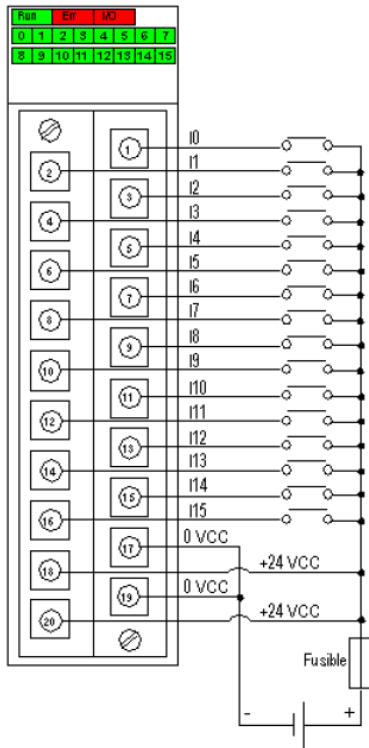 Run Err I/O
0 1 2 3 4 5 6 7
8 9 10 11 12 13 14 15
1 I0
2 I1
3 I2
4 I3
5 I4
6 I5
7 I6
8 I7
9 I8
10 I9
11 I10
12 I11
13 I12
14 I13
15 I14
16 I15
17 0 VCC
18 +24 VCC
19 0 VCC
20 +24 VCC
Fusible
- +